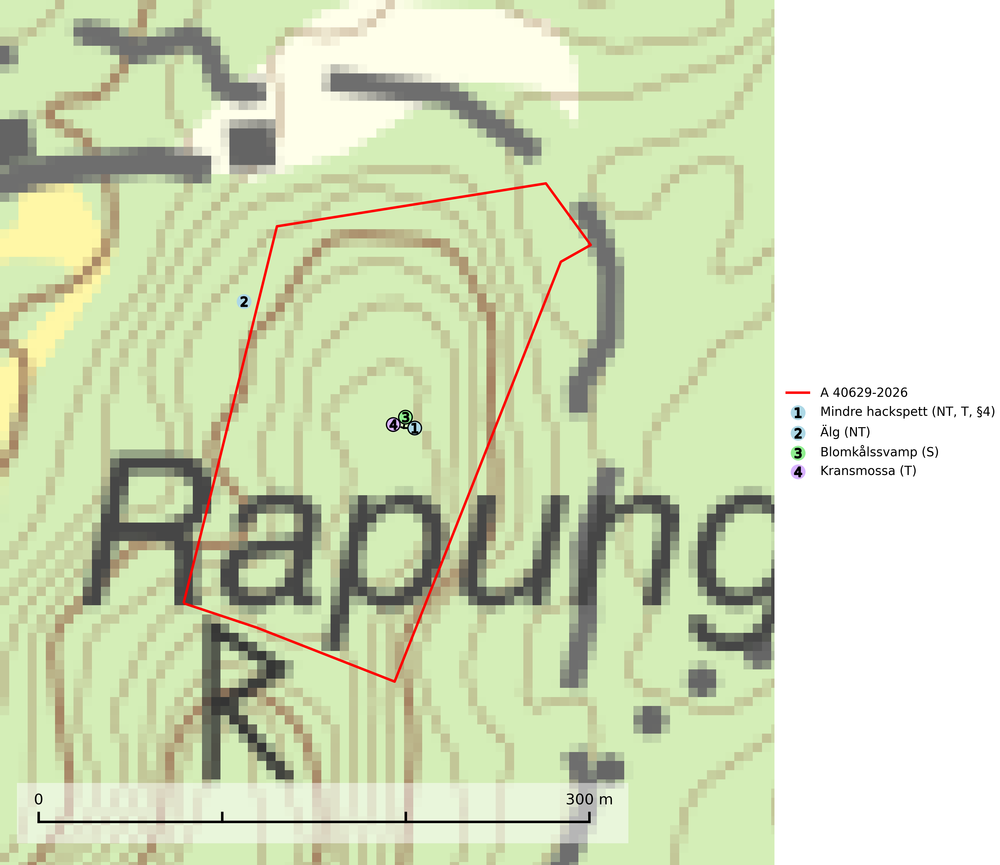 2
3
4
1
Rapung
K
0
300 m
A 40629-2026
1 Mindre hackspett (NT, T, §4)
2 Älg (NT)
3 Blomkålssvamp (S)
4 Kransmossa (T)